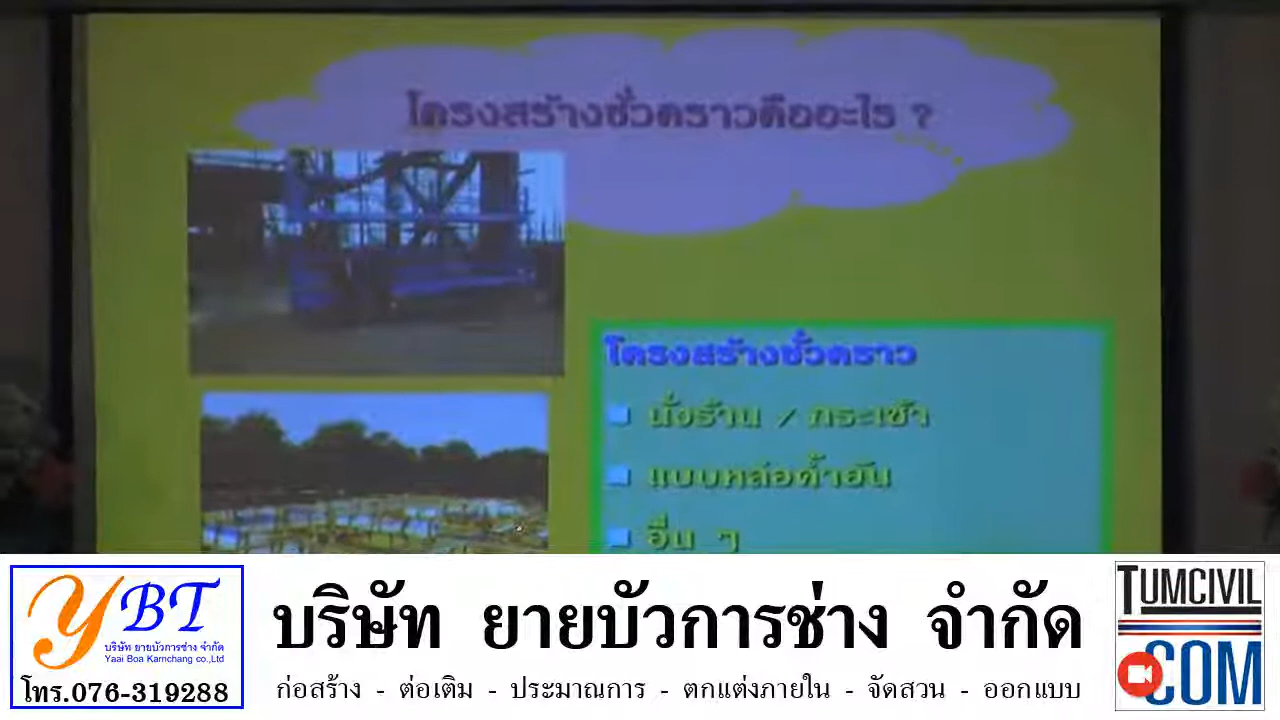 โครงสร้างชั่วคราวคืออะไร ?
โครงสร้างชั่วคราว
นั่งร้าน / กระเช้า
แบบหล่อค้ำยัน
อื่น ๆ
YBT
บริษัท ยายบัวการช่าง จำกัด
Yaai Boa Karnchang co.,Ltd
โทร.076-319288
บริษัท ยายบัวการช่าง จำกัด
ก่อสร้าง - ต่อเติม - ประมาณการ - ตกแต่งภายใน - จัดสวน - ออกแบบ
TUMCIVIL
.COM